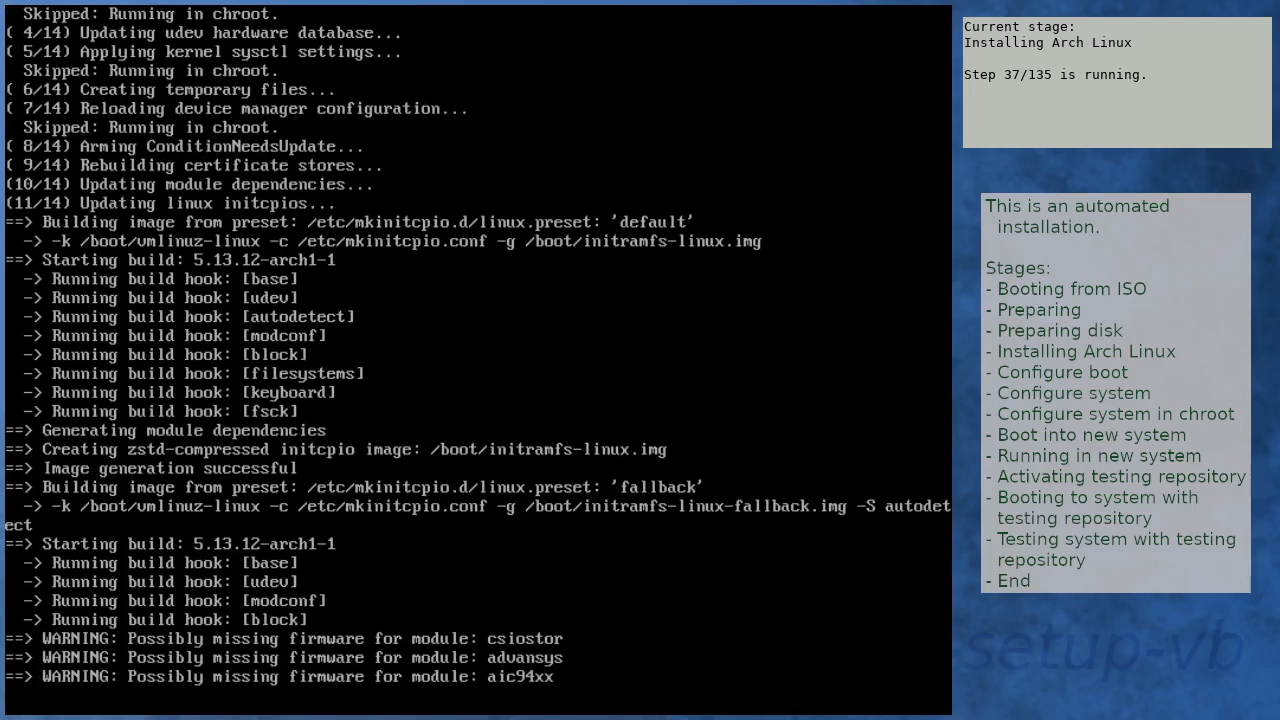 Skipped: Running in chroot.
( 4/14) Updating udev hardware database...
( 5/14) Applying kernel sysctl settings...
  Skipped: Running in chroot.
( 6/14) Creating temporary files...
( 7/14) Reloading device manager configuration...
  Skipped: Running in chroot.
( 8/14) Arming ConditionNeedsUpdate...
( 9/14) Rebuilding certificate stores...
(10/14) Updating module dependencies...
(11/14) Updating linux initcpios...
==> Building image from preset: /etc/mkinitcpio.d/linux.preset: 'default'
  -> -k /boot/vmlinuz-linux -c /etc/mkinitcpio.conf -g /boot/initramfs-linux.img
==> Starting build: 5.13.12-arch1-1
  -> Running build hook: [base]
  -> Running build hook: [udev]
  -> Running build hook: [autodetect]
  -> Running build hook: [modconf]
  -> Running build hook: [block]
  -> Running build hook: [filesystems]
  -> Running build hook: [keyboard]
  -> Running build hook: [fsck]
==> Generating module dependencies
==> Creating zstd-compressed initcpio image: /boot/initramfs-linux.img
==> Image generation successful
==> Building image from preset: /etc/mkinitcpio.d/linux.preset: 'fallback'
  -> -k /boot/vmlinuz-linux -c /etc/mkinitcpio.conf -g /boot/initramfs-linux-fallback.img -S autodet
ect
==> Starting build: 5.13.12-arch1-1
  -> Running build hook: [base]
  -> Running build hook: [udev]
  -> Running build hook: [modconf]
  -> Running build hook: [block]
==> WARNING: Possibly missing firmware for module: csiostor
==> WARNING: Possibly missing firmware for module: advansys
==> WARNING: Possibly missing firmware for module: aic94xx
Current stage:
Installing Arch Linux
Step 37/135 is running.
This is an automated
installation.
Stages:
- Booting from ISO
- Preparing
- Preparing disk
- Installing Arch Linux
- Configure boot
- Configure system
- Configure system in chroot
- Boot into new system
- Running in new system
- Activating testing repository
- Booting to system with
testing repository
- Testing system with testing
repository
- End
-setup-vb